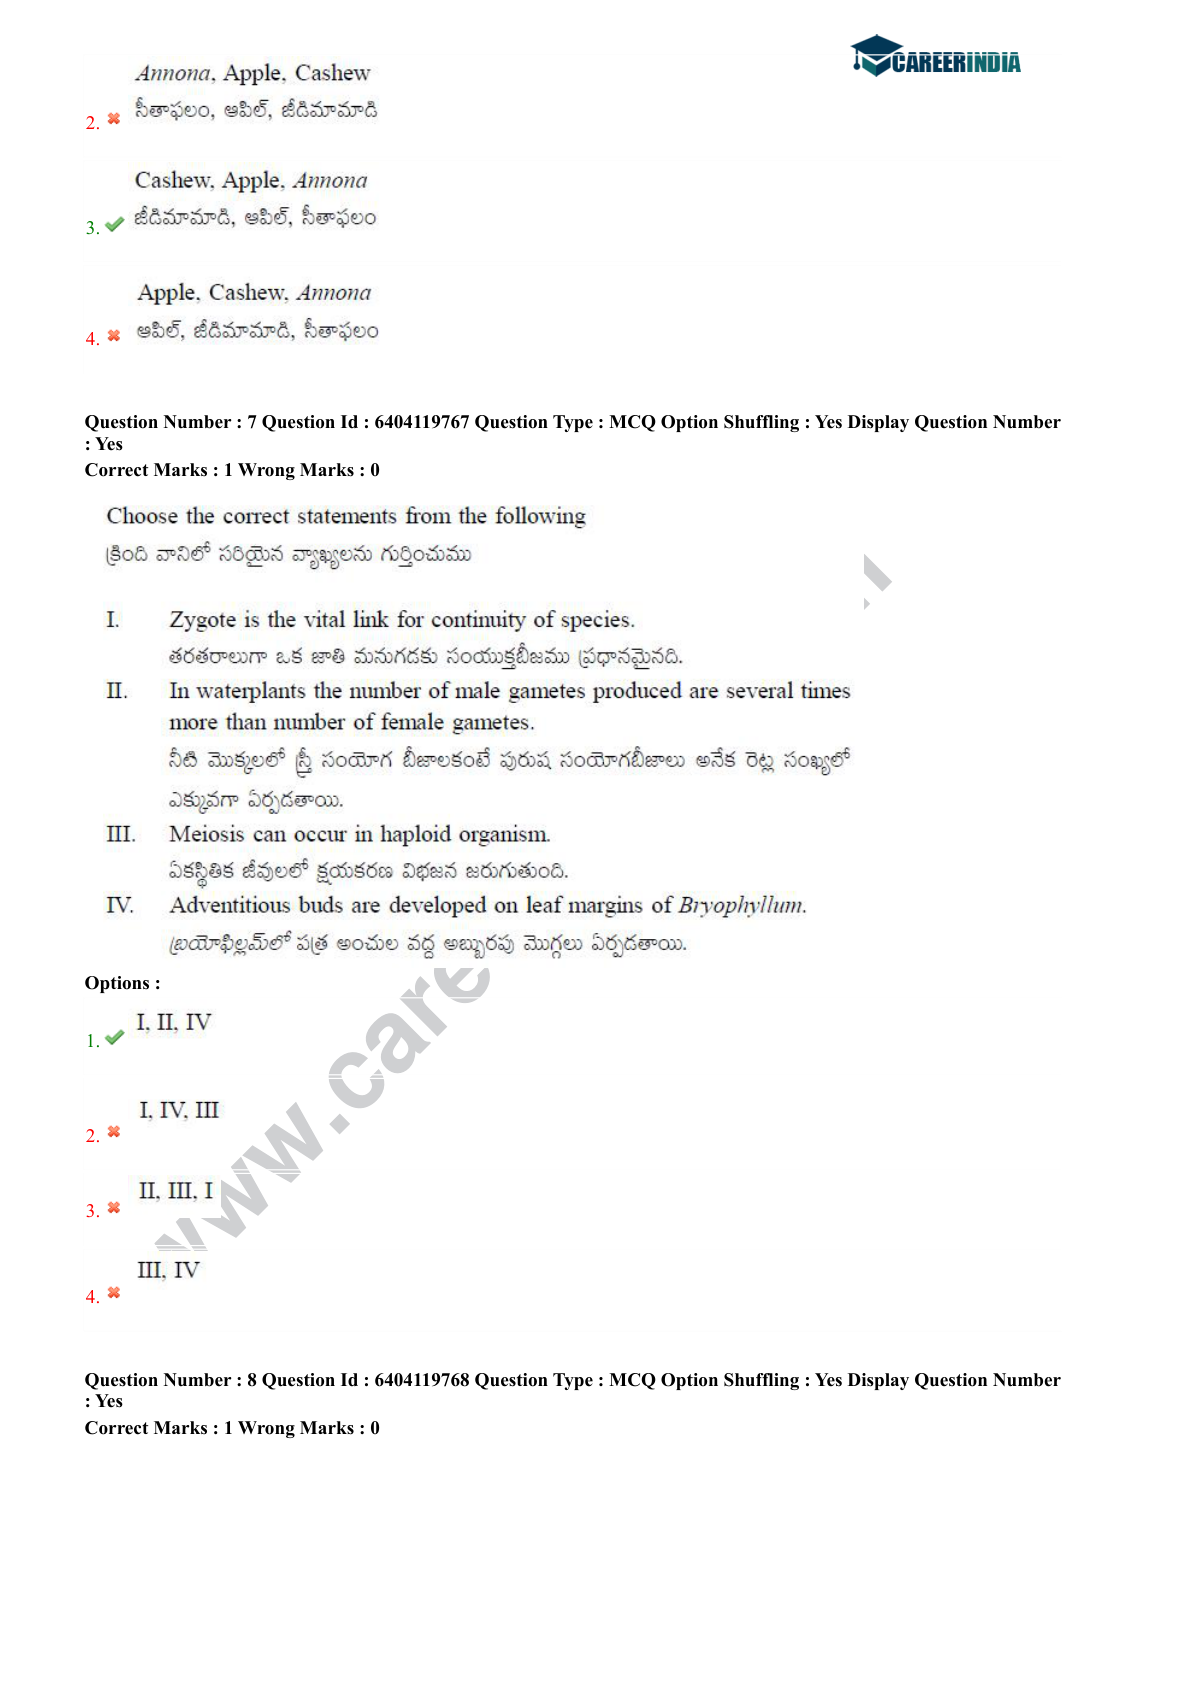 CAREERINDIA
Annona, Apple, Cashew
సీతాఫలం, ఆపిల్, జీడిమామాడి
2.
Cashew, Apple, Annona
జీడిమామాడి, ఆపిల్, సీతాఫలం
3.
Apple, Cashew, Annona
ఆపిల్, జీడిమామాడి, సీతాఫలం
4.
Question Number : 7 Question Id : 6404119767 Question Type : MCQ Option Shuffling : Yes Display Question Number
: Yes
Correct Marks : 1 Wrong Marks : 0
Choose the correct statements from the following
క్రింది వానిలో సరియైన వ్యాఖ్యలను గుర్తించుము
I. Zygote is the vital link for continuity of species.
తరతరాలుగా ఒక జాతి మనుగడకు సంయుక్తబీజము ప్రధానమైనది.
II. In waterplants the number of male gametes produced are several times
more than number of female gametes.
నీటి మొక్కలలో స్త్రీ సంయోగ బీజాలకంటే పురుష సంయోగబీజాలు అనేక రెట్ల సంఖ్యలో
ఎక్కువగా ఏర్పడతాయి.
III. Meiosis can occur in haploid organism.
ఏకస్థితిక జీవులలో క్షయకరణ విభజన జరుగుతుంది.
IV. Adventitious buds are developed on leaf margins of Bryophyllum.
బ్రయోఫిల్లమ్‌లో పత్ర అంచుల వద్ద అబ్బురపు మొగ్గలు ఏర్పడతాయి.
Options :
I, II, IV
1.
I, IV, III
2.
II, III, I
3.
III, IV
4.
Question Number : 8 Question Id : 6404119768 Question Type : MCQ Option Shuffling : Yes Display Question Number
: Yes
Correct Marks : 1 Wrong Marks : 0